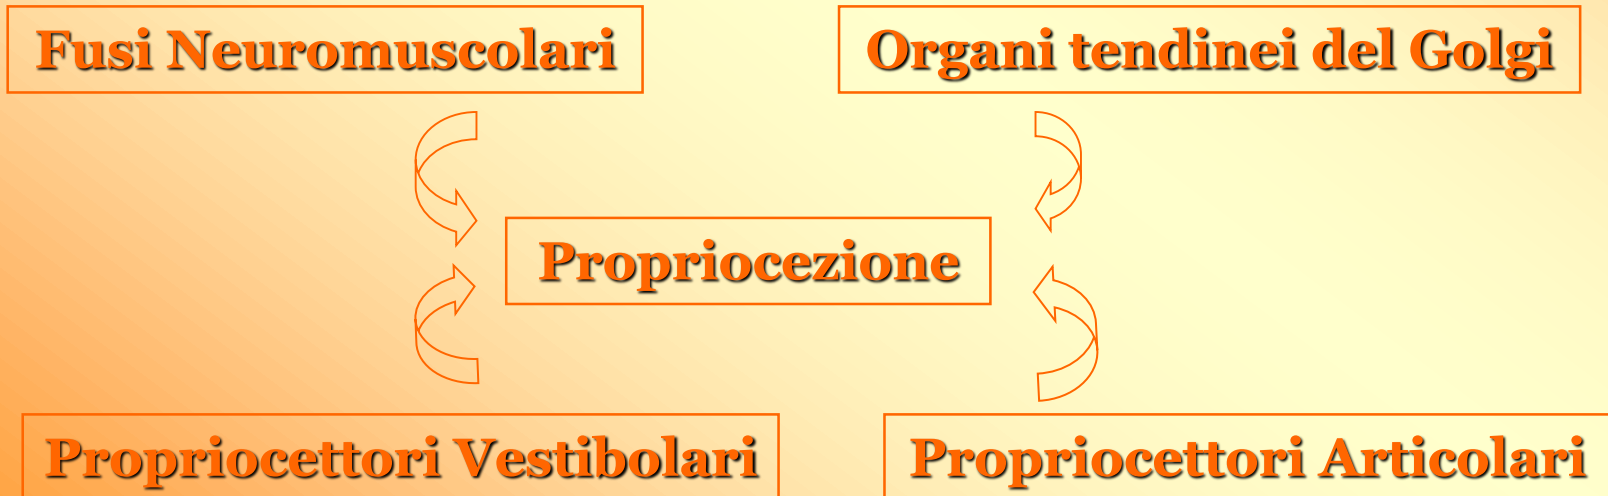 Fusi Neuromuscolari
Organi tendinei del Golgi
Propriocezione
Propriocettori Vestibolari
Propriocettori Articolari